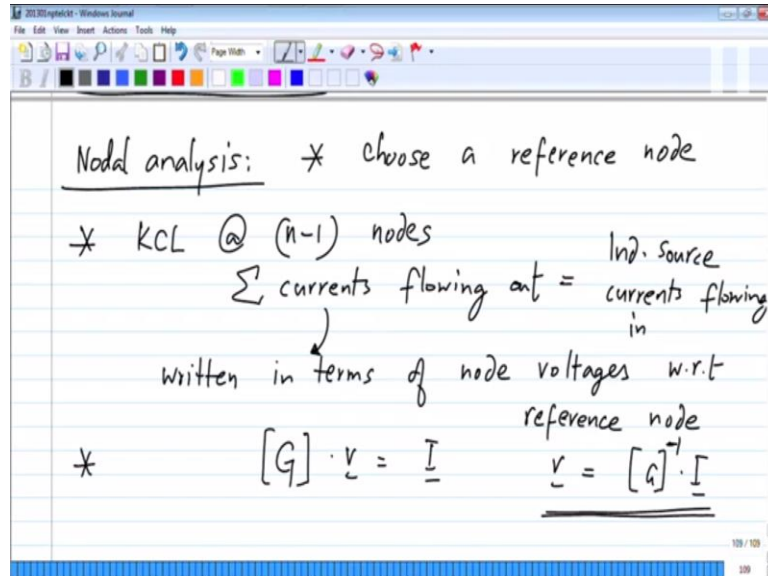 201301nptelckt - Windows Journal
File Edit View Insert Actions Tools Help
Page Width
B I
Nodal analysis: * choose a reference node
* KCL @ (n-1) nodes
∑ currents flowing out = Ind. source currents flowing in
written in terms of node voltages w.r.t reference node
* [G] · v = I v = [G]⁻¹ · I
109 / 109
109